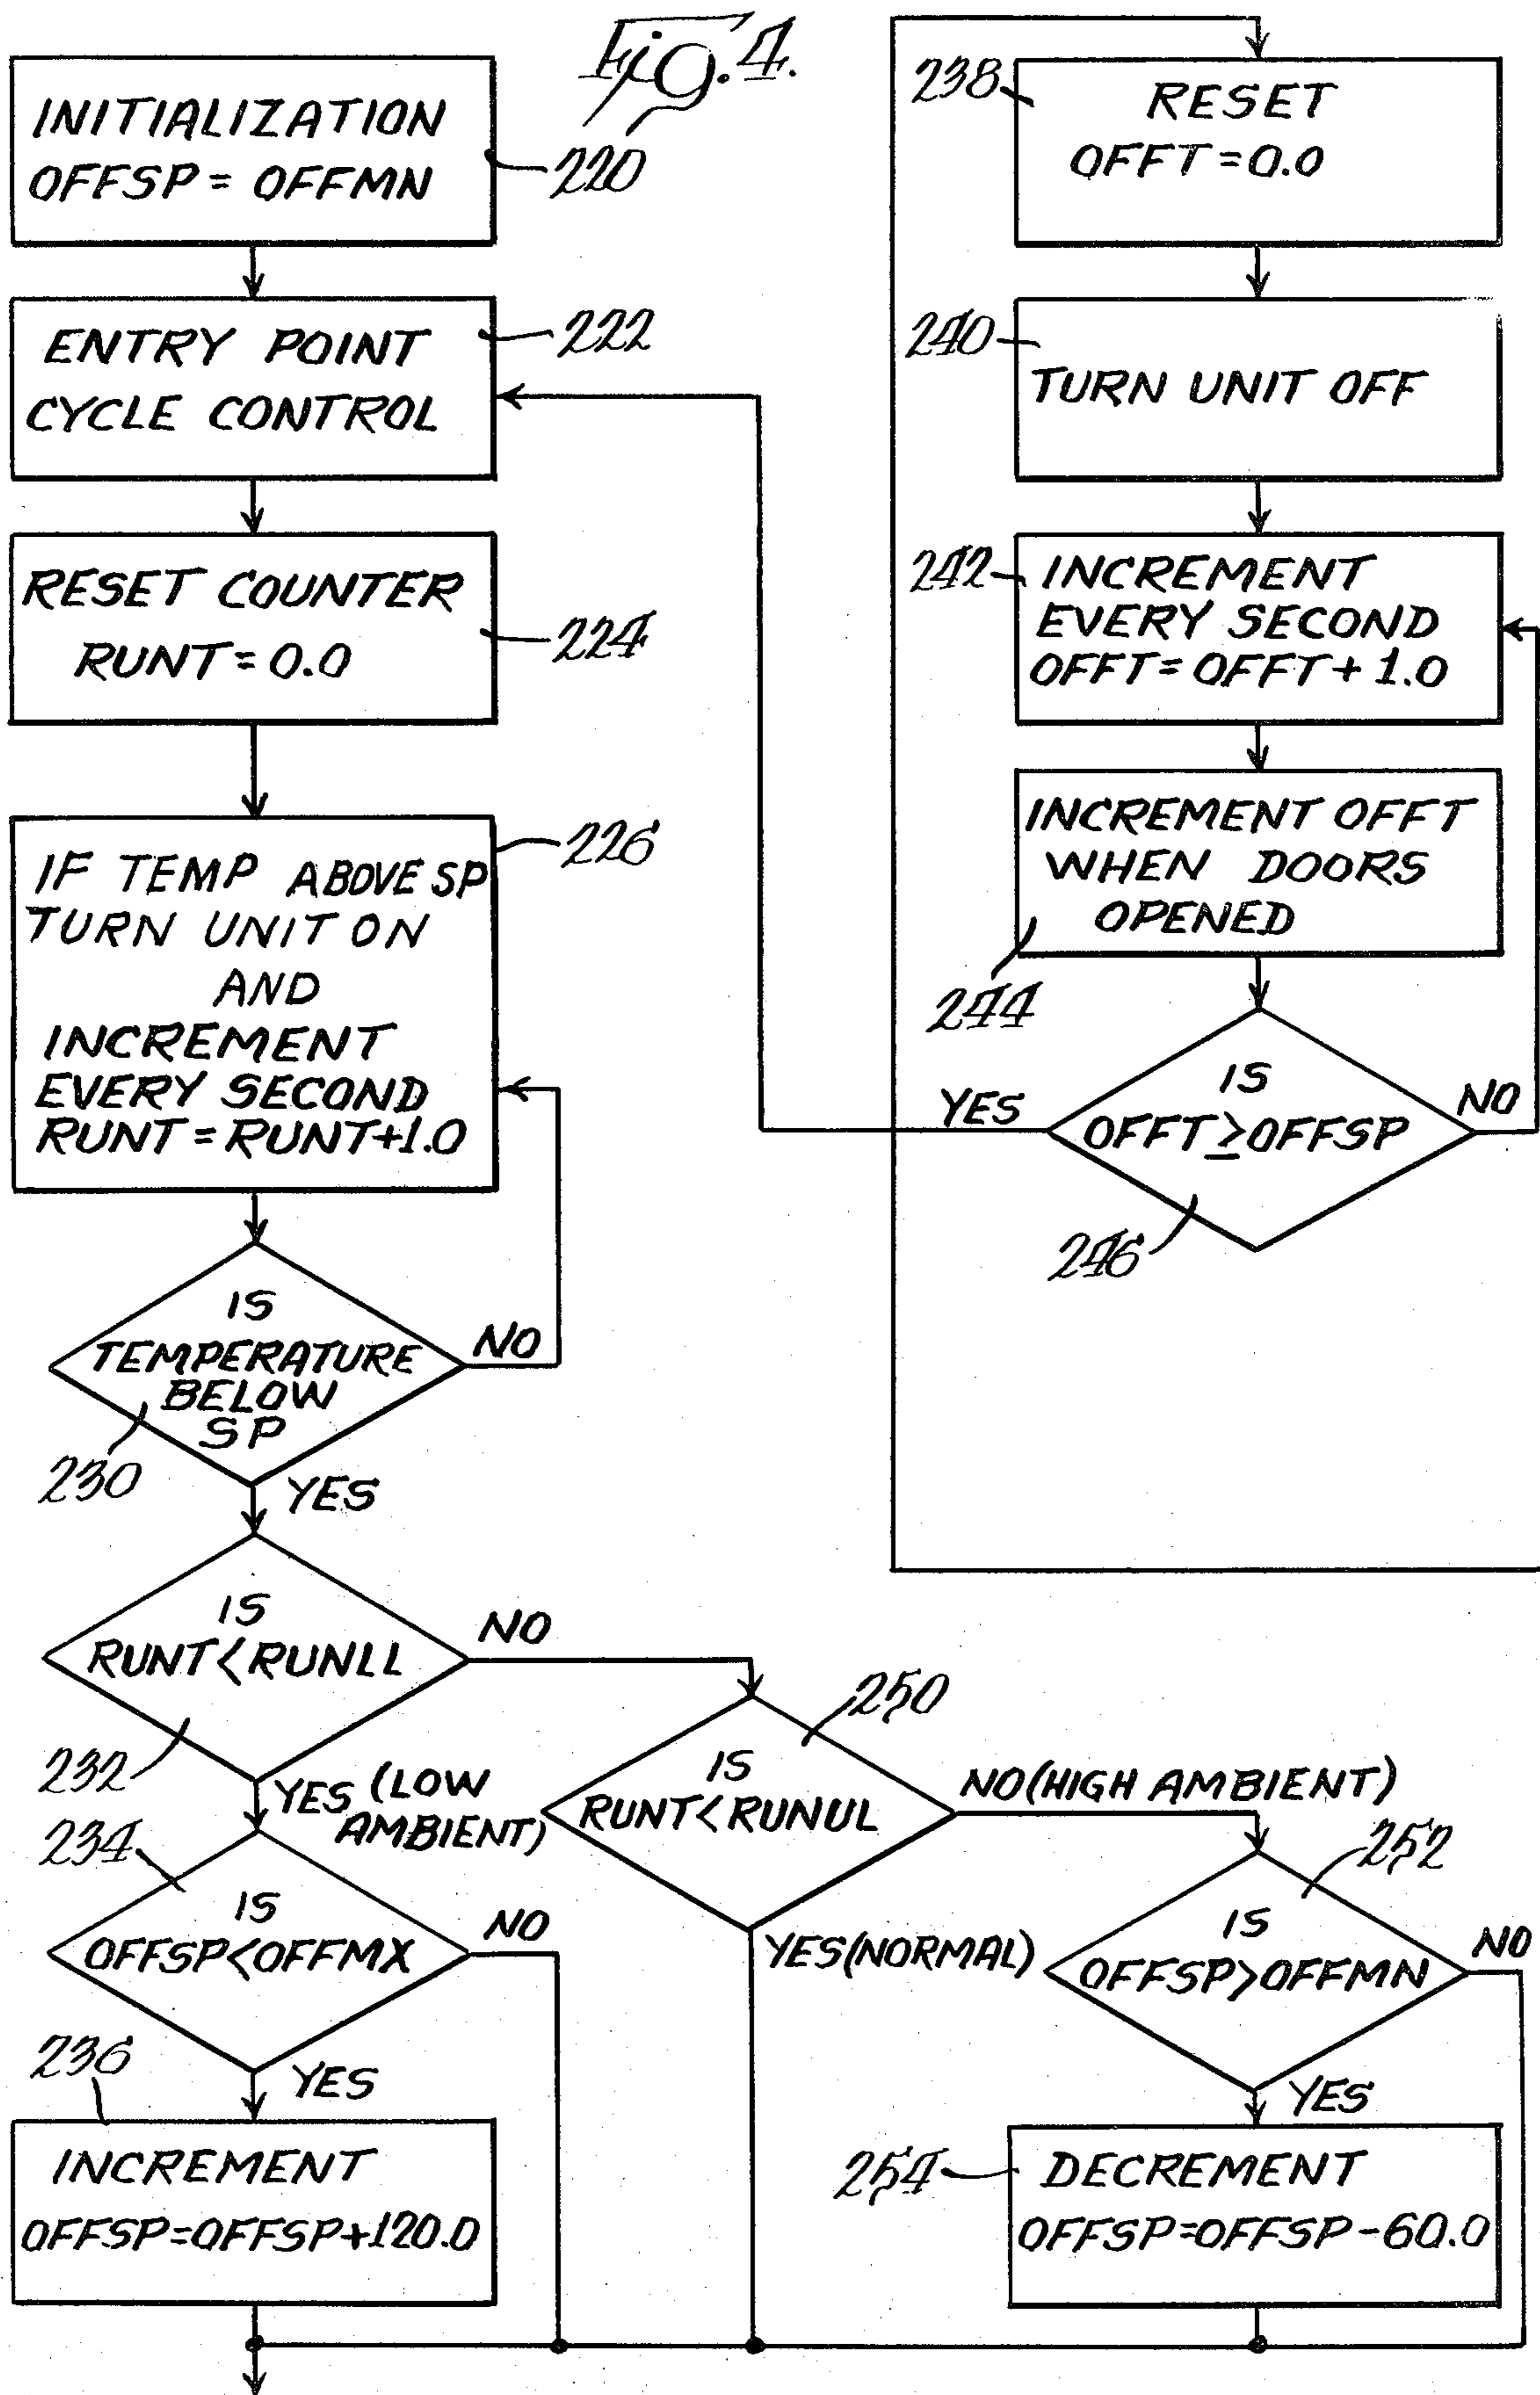 Fig. 4.
INITIALIZATION
OFFSP = OFFMN
220
ENTRY POINT
CYCLE CONTROL
222
RESET COUNTER
RUNT = 0.0
224
IF TEMP ABOVE SP
TURN UNIT ON
AND
INCREMENT
EVERY SECOND
RUNT = RUNT+1.0
226
IS
TEMPERATURE
BELOW
SP
NO
230
YES
IS
RUNT<RUNLL
NO
232
YES (LOW
AMBIENT)
234
IS
OFFSP<OFFMX
NO
236
YES
INCREMENT
OFFSP=OFFSP+120.0
238
RESET
OFFT = 0.0
240
TURN UNIT OFF
242
INCREMENT
EVERY SECOND
OFFT = OFFT + 1.0
INCREMENT OFFT
WHEN DOORS
OPENED
244
YES
IS
OFFT≥OFFSP
NO
246
250
IS
RUNT<RUNUL
NO (HIGH AMBIENT)
YES (NORMAL)
252
IS
OFFSP>OFFMN
NO
YES
254
DECREMENT
OFFSP=OFFSP-60.0